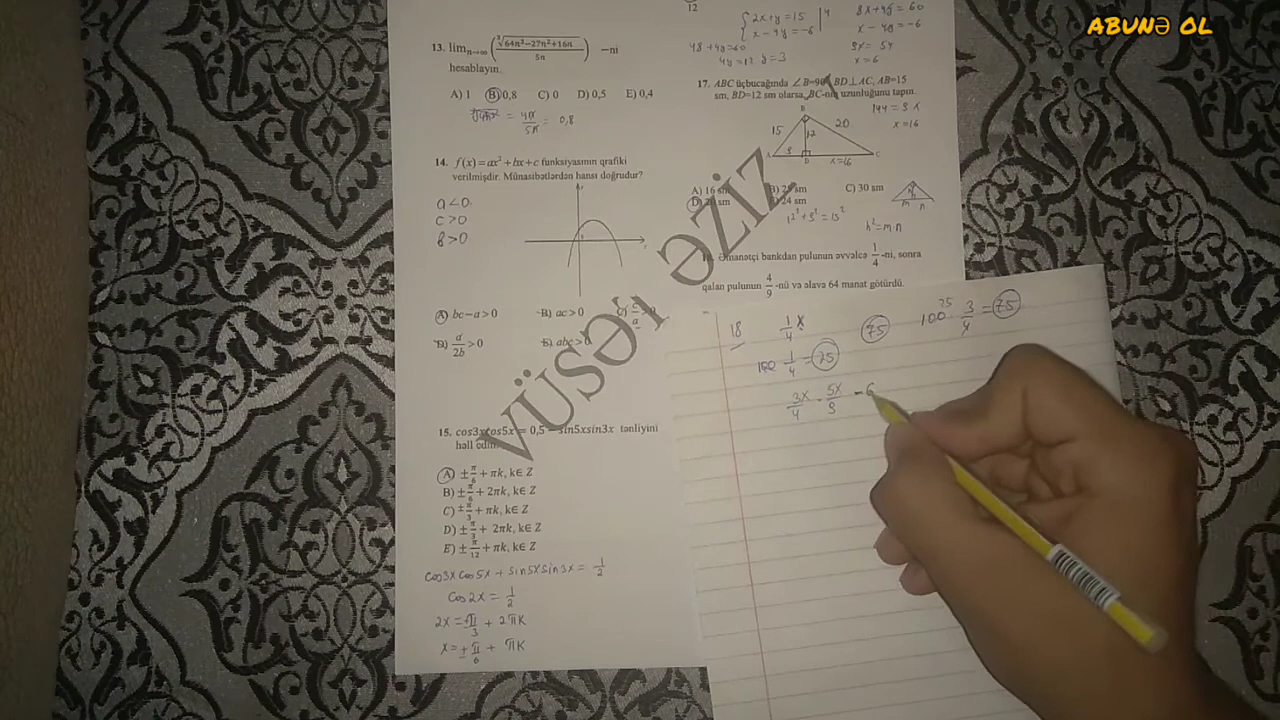 ABUNƏ OL
VÜSƏT ƏZİZ
13. lim n→∞ (∛64n³−27n²+16n / 5n) −ni
hesablayın.
A) 1 B) 0,8 C) 0 D) 0,5 E) 0,4
= 4n/5n = 0,8
14. f(x) = ax² + bx + c funksiyasının qrafiki
verilmişdir. Münasibətlərdən hansı doğrudur?
a<0
c>0
b>0
A) bc − a > 0 B) ac > 0
D) a/2b > 0 E) abc > 0
15. cos3xcos5x = 0,5 − sin5xsin3x tənliyini
həll edin.
A) ± π/6 + πk, k∈ Z
B) ± π/6 + 2πk, k∈ Z
C) ± π/3 + πk, k∈ Z
D) ± π/3 + 2πk, k∈ Z
E) ± π/12 + πk, k∈ Z
cos3x cos5x + sin5x sin3x = 1/2
cos2x = 1/2
2x = ± π/3 + 2πk
x = ± π/6 + πk
12
2x+y=15 | 4
x−4y=−6
8x+4y=60
x−4y=−6
9x=54
x=6
48+4y=60
4y=12 y=3
17. ABC üçbucağında ∠B=90 BD⊥AC, AB=15
sm, BD=12 sm olarsa, BC-nin uzunluğunu tapın.
144=9x
x=16
B
15 12 20
A 9 D x=16 C
A) 16 sm C) 30 sm
12²+9²=15²
h
m n
h²=m·n
Əmanətçi bankdan pulunun əvvəlcə 1/4 -ni, sonra
qalan pulunun 4/9 -nü və əlavə 64 manat götürdü.
18 1/4 x 75 100 · 3/4 = 75
25
100 · 1/4 = 25
3x/4 · 5x/9 − 6